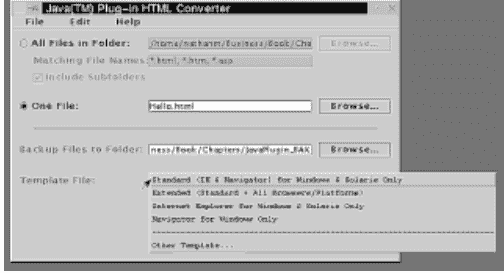 Java(TM) Plug-in HTML Converter
File Edit Help
All Files in Folder: /home/nathanm/Business/Book/Cha Browse...
Matching File Names: *.html, *.htm, *.asp
Include Subfolders
One File: Hello.html Browse...
Backup Files to Folder: ness/Book/Chapters/JavaPlugin_BAK Browse...
Template File: Standard (IE & Navigator) for Windows & Solaris Only
Extended (Standard + All Browsers/Platforms)
Internet Explorer for Windows & Solaris Only
Navigator for Windows Only
Other Template...